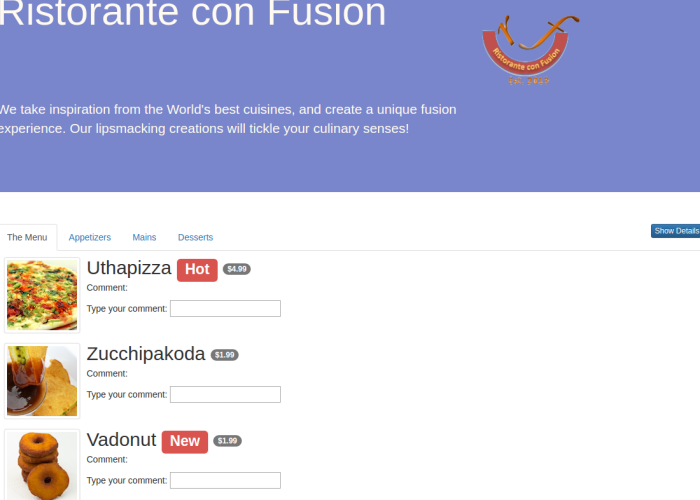 Ristorante con Fusion
Ristorante con Fusion
We take inspiration from the World's best cuisines, and create a unique fusion
experience. Our lipsmacking creations will tickle your culinary senses!
The Menu Appetizers Mains Desserts Show Details
Uthapizza Hot $4.99
Comment:
Type your comment:
Zucchipakoda $1.99
Comment:
Type your comment:
Vadonut New $1.99
Comment:
Type your comment: